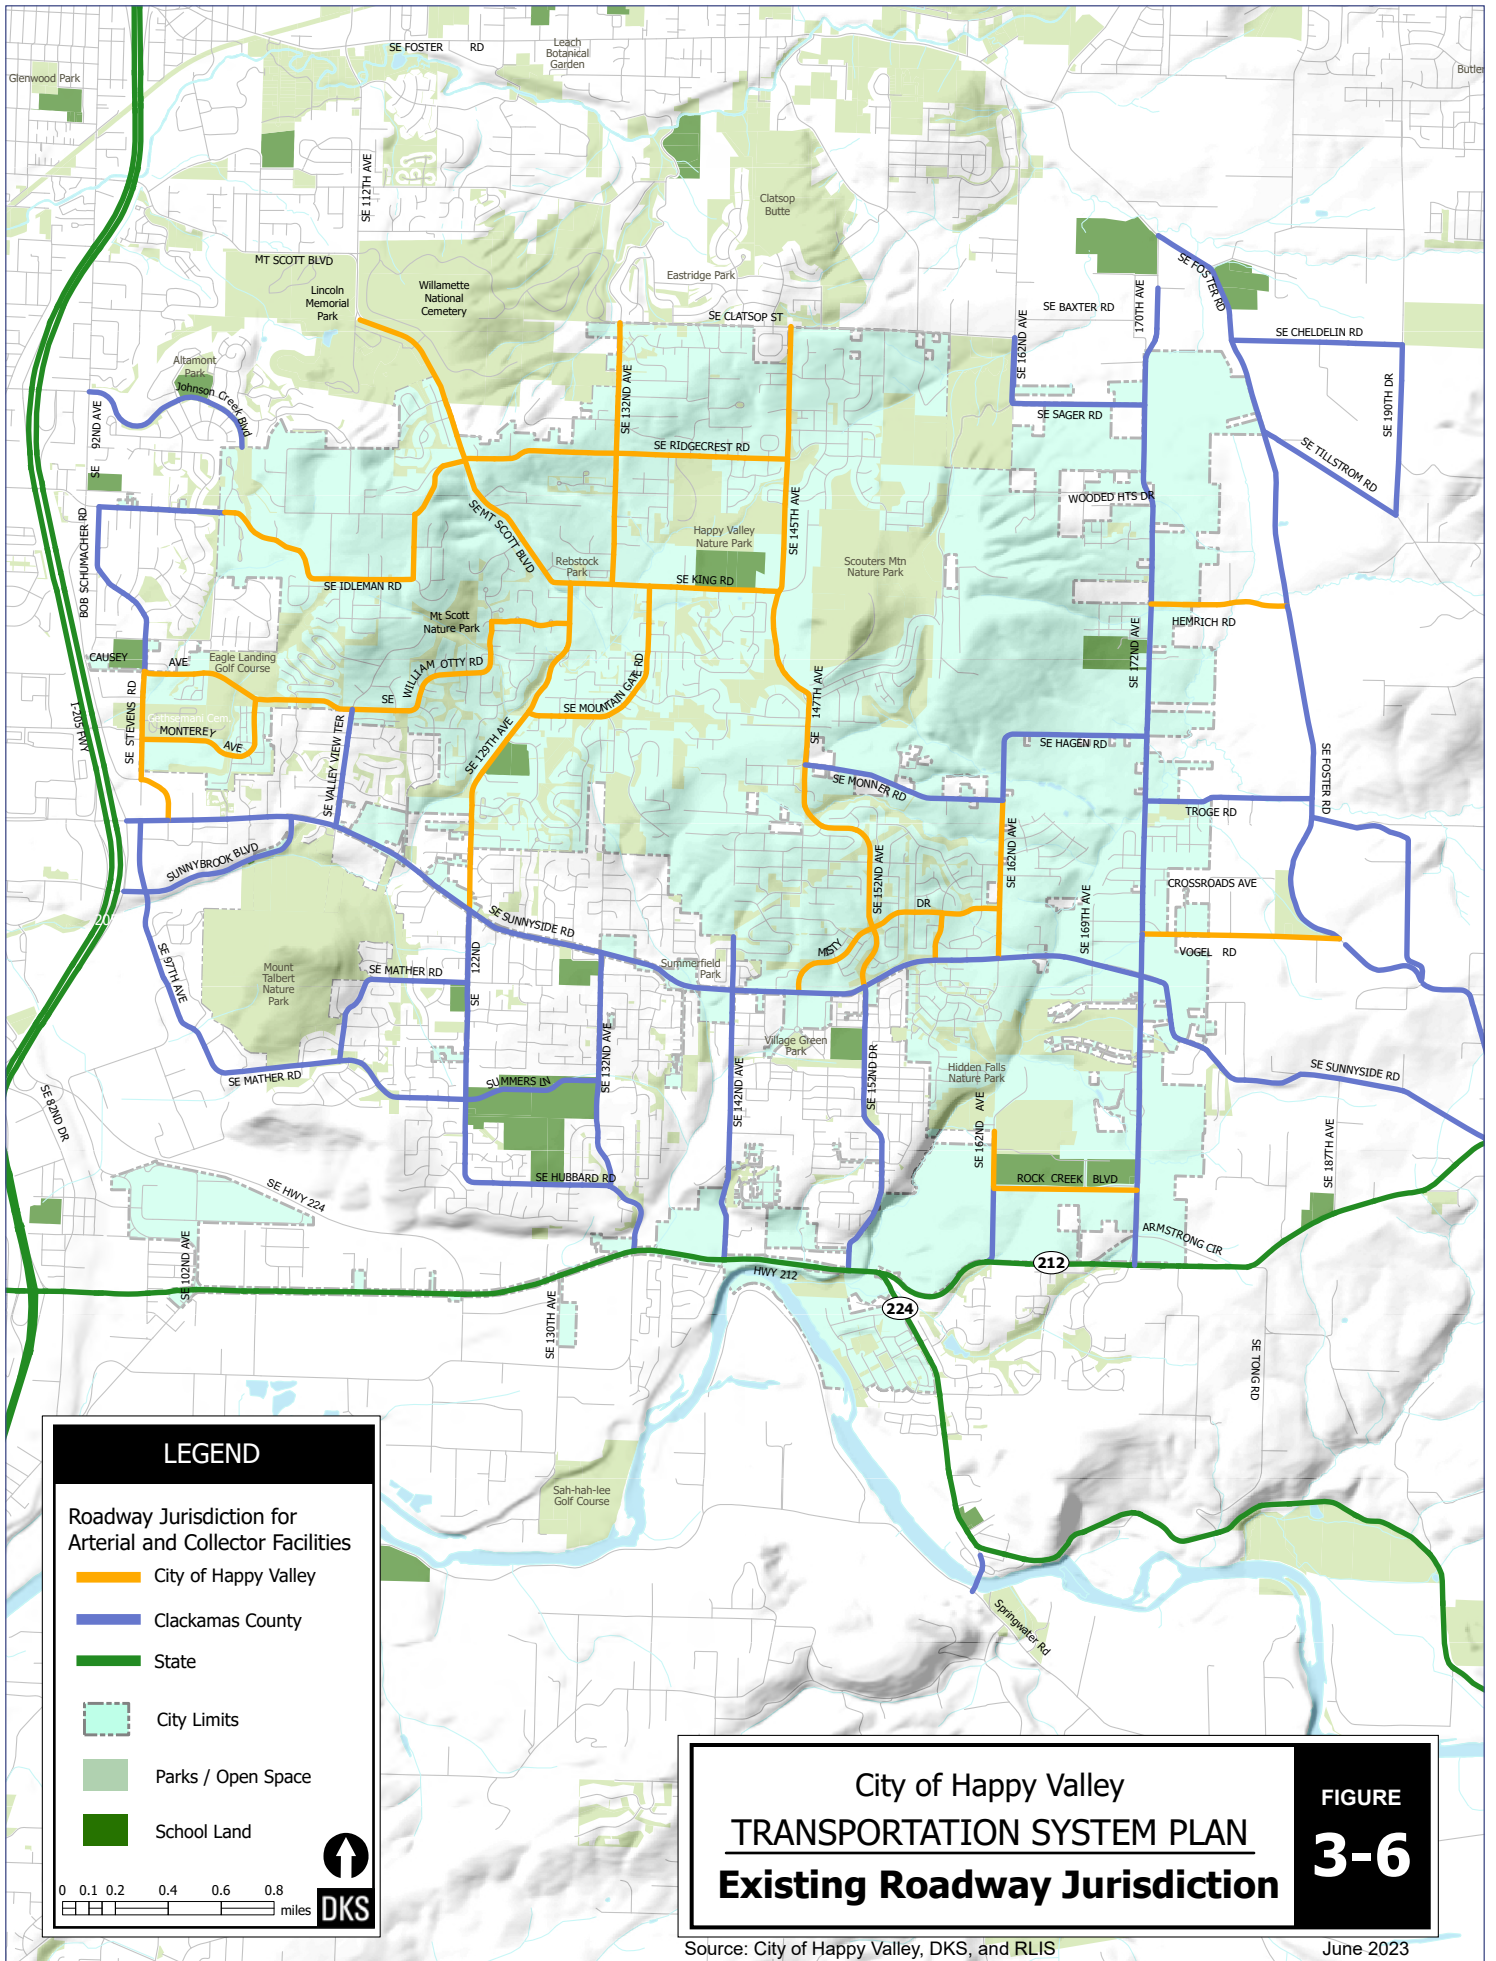 SE FOSTER RD
Leach
Botanical
Garden
Glenwood Park
Butler
SE 112TH AVE
Clatsop
Butte
MT SCOTT BLVD
Lincoln
Memorial
Park
Willamette
National
Cemetery
Eastridge Park
SE CLATSOP ST
SE FOSTER RD
SE BAXTER RD
170TH AVE
SE 162ND AVE
SE CHELDELIN RD
Altamont
Park
Johnson Creek Blvd
SE 92ND AVE
SE 132ND AVE
SE 190TH DR
SE SAGER RD
SE RIDGECREST RD
SE TILLSTROM RD
WOODED HTS DR
SE MT SCOTT BLVD
SE 145TH AVE
BOB SCHUMACHER RD
Happy Valley
Nature Park
Rebstock
Park
Scouters Mtn
Nature Park
SE IDLEMAN RD
SE KING RD
Mt Scott
Nature Park
HEMRICH RD
SE 172ND AVE
CAUSEY AVE
Eagle Landing
Golf Course
SE WILLIAM OTTY RD
SE MOUNTAIN GATE RD
SE 147TH AVE
I-205 FWY
SE STEVENS RD
Gethsemani Cem.
MONTEREY AVE
SE VALLEY VIEW TER
SE 129TH AVE
SE HAGEN RD
SE MONNER RD
SE FOSTER RD
TROGE RD
SUNNYBROOK BLVD
SE 152ND AVE
SE 162ND AVE
CROSSROADS AVE
205
SE SUNNYSIDE RD
MISTY DR
SE 169TH AVE
VOGEL RD
SE 97TH AVE
Mount
Talbert
Nature
Park
SE MATHER RD
SE 122ND
Summerfield
Park
SE MATHER RD
SUMMERS LN
SE 132ND AVE
SE 142ND AVE
Village Green
Park
SE 152ND DR
Hidden Falls
Nature Park
SE SUNNYSIDE RD
SE 82ND DR
SE 162ND AVE
SE 187TH AVE
SE HUBBARD RD
ROCK CREEK BLVD
SE HWY 224
ARMSTRONG CIR
SE 102ND AVE
HWY 212
212
224
SE 130TH AVE
SE TONG RD
Sah-hah-lee
Golf Course
Springwater Rd
LEGEND
Roadway Jurisdiction for
Arterial and Collector Facilities
City of Happy Valley
Clackamas County
State
City Limits
Parks / Open Space
School Land
0 0.1 0.2 0.4 0.6 0.8
miles
DKS
City of Happy Valley
TRANSPORTATION SYSTEM PLAN
Existing Roadway Jurisdiction
FIGURE
3-6
Source: City of Happy Valley, DKS, and RLIS
June 2023